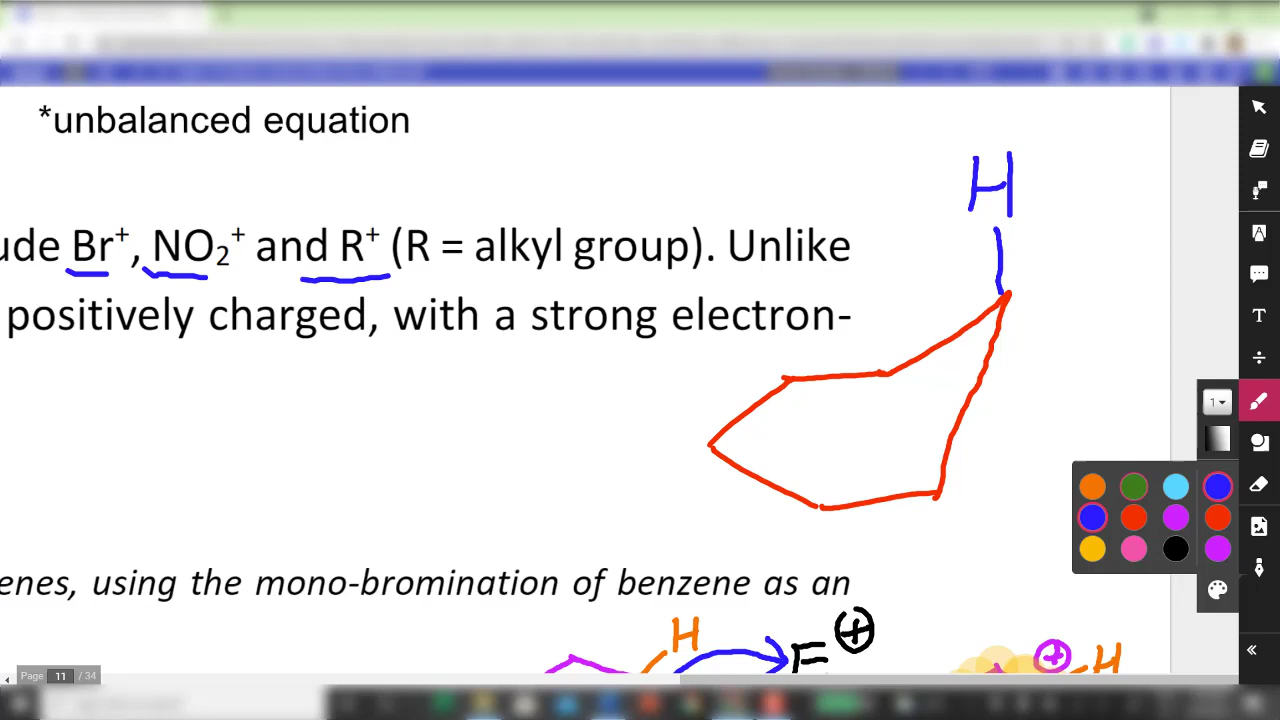 *unbalanced equation
H
ude Br⁺, NO₂⁺ and R⁺ (R = alkyl group). Unlike
positively charged, with a strong electron-
1
T
enes, using the mono-bromination of benzene as an
H E ⊕ ⊕ H
Page 11 / 34